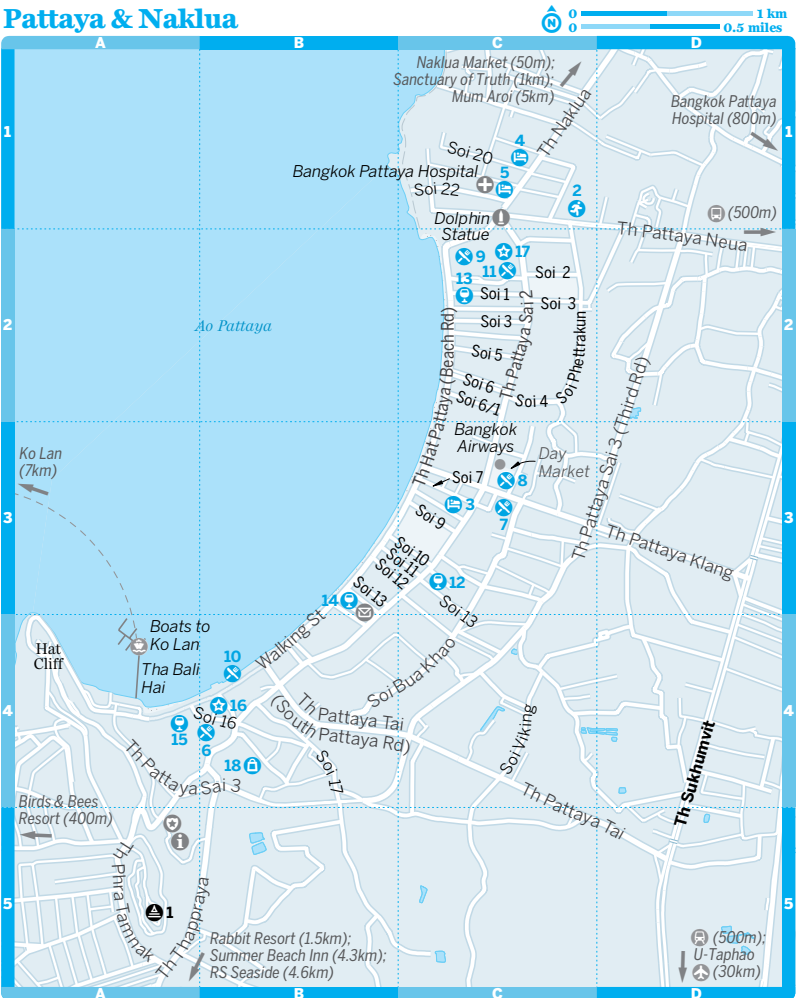 Pattaya & Naklua
N
0 1 km
0 0.5 miles
A B C D
Naklua Market (50m);
Sanctuary of Truth (1km);
Mum Aroi (5km)
Bangkok Pattaya
Hospital (800m)
Th Naklua
1 1
4
Soi 20
Bangkok Pattaya Hospital
5
Soi 22
2
Dolphin
Statue
(500m)
Th Pattaya Neua
17
9
11
Soi 2
13
Soi 1
Soi 3
Soi 3
2 2
Ao Pattaya
Soi 5
Th Pattaya Sai 2
Soi Phettrakun
Th Hat Pattaya (Beach Rd)
Soi 6
Soi 6/1
Soi 4
Th Pattaya Sai 3 (Third Rd)
Bangkok
Airways
Day
Market
Ko Lan
(7km)
Soi 7
8
3
7
3 3
Soi 9
Th Pattaya Klang
Soi 10
Soi 11
Soi 12
12
Soi 13
14
Soi 13
Walking St
Boats to
Ko Lan
Hat
Cliff
Tha Bali
Hai
10
Soi Bua Khao
16
Soi 16
15
6
4 4
Th Pattaya Tai
(South Pattaya Rd)
Soi Viking
Th Sukhumvit
18
Soi 17
Th Pattaya Sai 3
Th Pattaya Tai
Birds & Bees
Resort (400m)
i
Th Phra Tamnak
1
5 5
Th Thappraya
Rabbit Resort (1.5km);
Summer Beach Inn (4.3km);
RS Seaside (4.6km)
(500m);
U-Taphao
(30km)
A B C D